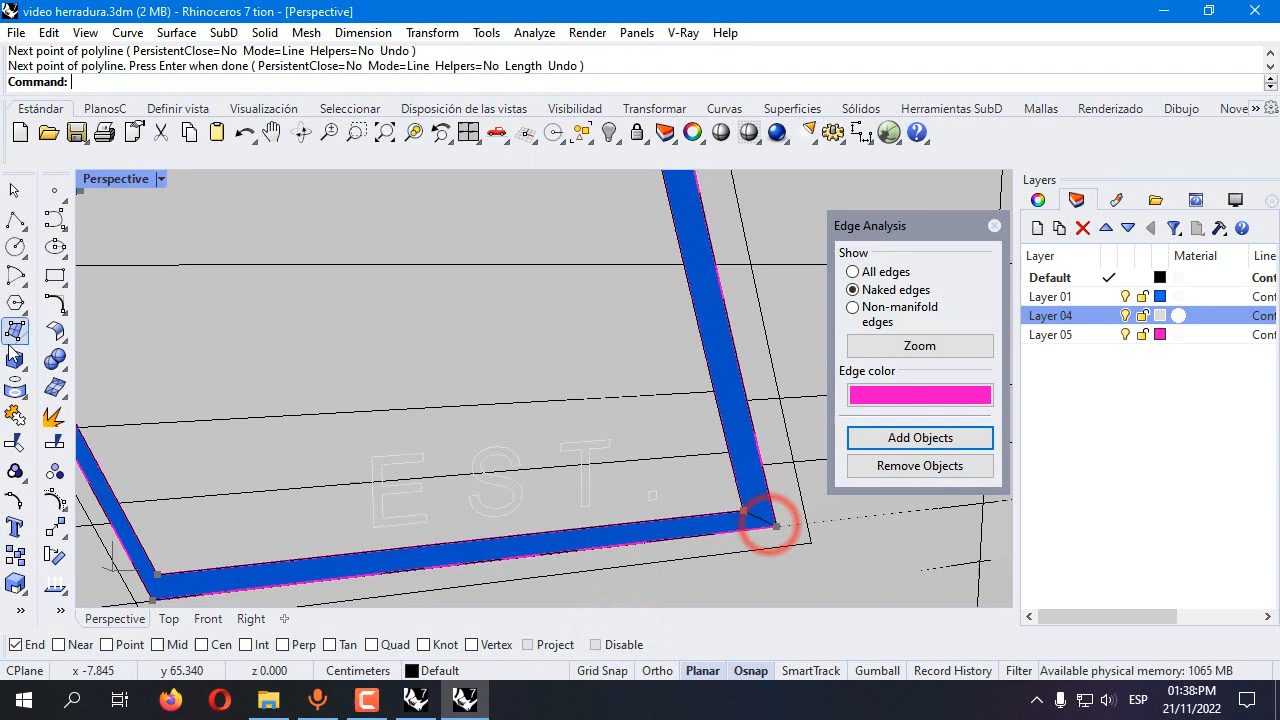 video herradura.3dm (2 MB) - Rhinoceros 7 tion - [Perspective]
File Edit View Curve Surface SubD Solid Mesh Dimension Transform Tools Analyze Render Panels V-Ray Help
Next point of polyline ( PersistentClose=No Mode=Line Helpers=No Undo )
Next point of polyline. Press Enter when done ( PersistentClose=No Mode=Line Helpers=No Length Undo )
Command:
Estándar PlanosC Definir vista Visualización Seleccionar Disposición de las vistas Visibilidad Transformar Curvas Superficies Sólidos Herramientas SubD Mallas Renderizado Dibujo Nove
Perspective
Layers
Edge Analysis
Show
All edges
Naked edges
Non-manifold
edges
Zoom
Edge color
Add Objects
Remove Objects
Layer Material Line
Default Cont
Layer 01 Cont
Layer 04 Cont
Layer 05 Cont
E S T .
Perspective Top Front Right
End Near Point Mid Cen Int Perp Tan Quad Knot Vertex Project Disable
CPlane x -7.845 y 65.340 z 0.000 Centimeters Default Grid Snap Ortho Planar Osnap SmartTrack Gumball Record History Filter Available physical memory: 1065 MB
ESP 01:38PM
21/11/2022